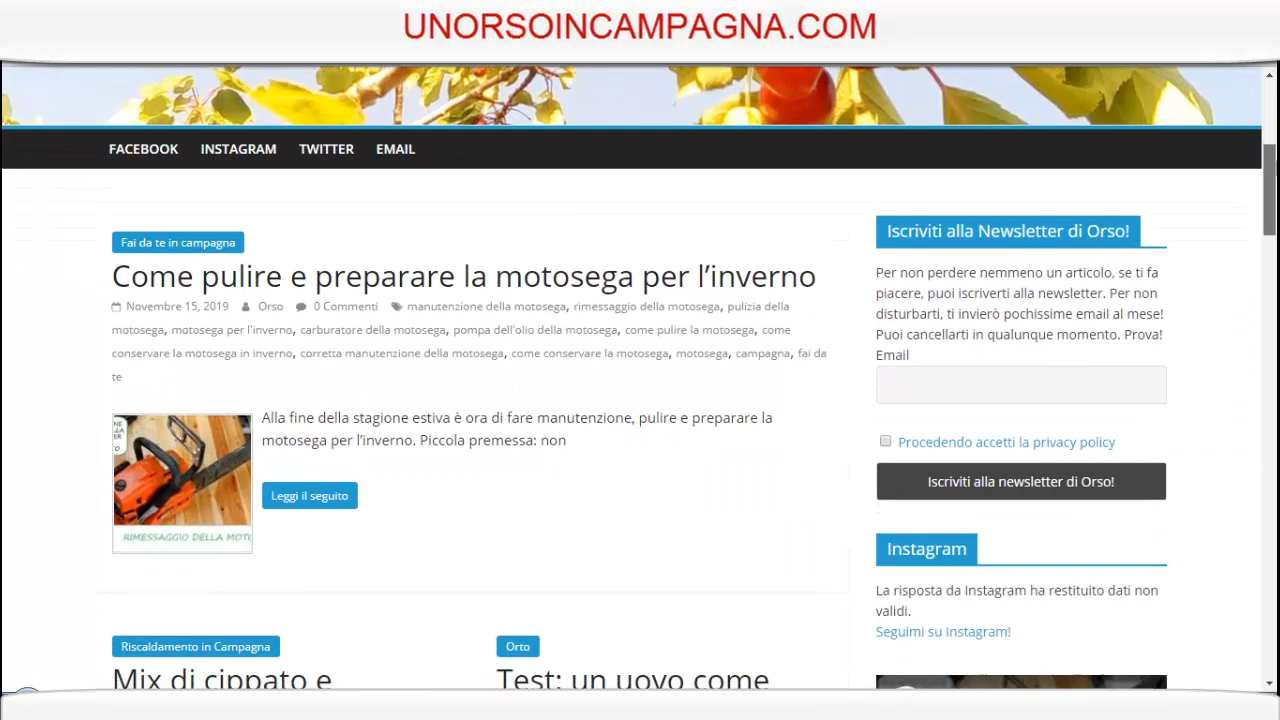 UNORSOINCAMPAGNA.COM
FACEBOOK INSTAGRAM TWITTER EMAIL
Fai da te in campagna
Come pulire e preparare la motosega per l’inverno
Novembre 15, 2019 Orso 0 Commenti manutenzione della motosega, rimessaggio della motosega, pulizia della
motosega, motosega per l'inverno, carburatore della motosega, pompa dell'olio della motosega, come pulire la motosega, come
conservare la motosega in inverno, corretta manutenzione della motosega, come conservare la motosega, motosega, campagna, fai da
te
Alla fine della stagione estiva è ora di fare manutenzione, pulire e preparare la
motosega per l’inverno. Piccola premessa: non
Leggi il seguito
RIMESSAGGIO DELLA MOTO
Riscaldamento in Campagna
Mix di cippato e
Orto
Test: un uovo come
Iscriviti alla Newsletter di Orso!
Per non perdere nemmeno un articolo, se ti fa
piacere, puoi iscriverti alla newsletter. Per non
disturbarti, ti invierò pochissime email al mese!
Puoi cancellarti in qualunque momento. Prova!
Email
Procedendo accetti la privacy policy
Iscriviti alla newsletter di Orso!
Instagram
La risposta da Instagram ha restituito dati non
validi.
Seguimi su Instagram!